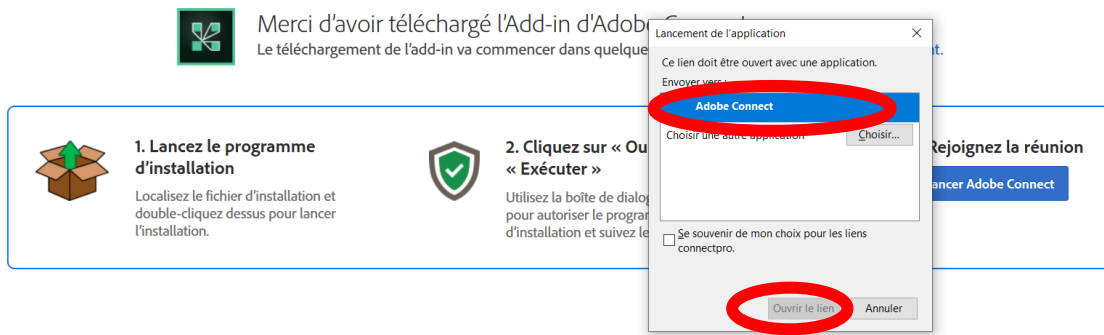 Merci d'avoir téléchargé l'Add-in d'Adobe
Le téléchargement de l'add-in va commencer dans quelque
t.
1. Lancez le programme
d'installation
Localisez le fichier d'installation et
double-cliquez dessus pour lancer
l'installation.
2. Cliquez sur « Ou
« Exécuter »
Utilisez la boîte de dialog
pour autoriser le program
d'installation et suivez le
Rejoignez la réunion
ancer Adobe Connect
Lancement de l'application
Ce lien doit être ouvert avec une application.
Envoyer vers :
Adobe Connect
Choisir une autre application
Choisir...
Se souvenir de mon choix pour les liens
connectpro.
Ouvrir le lien
Annuler